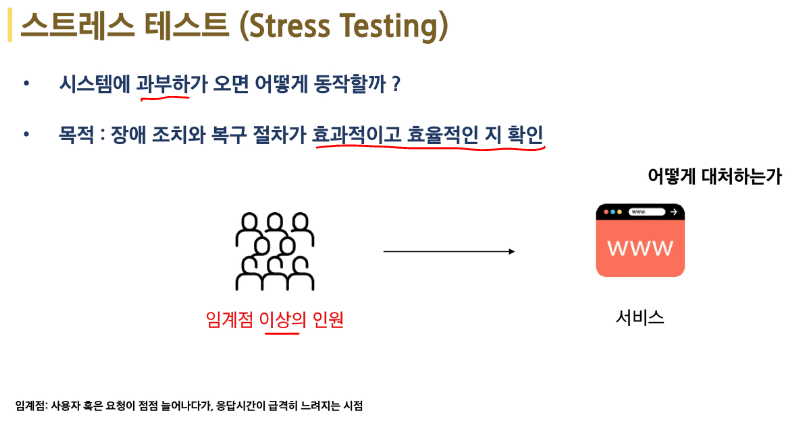 스트레스 테스트 (Stress Testing)
• 시스템에 과부하가 오면 어떻게 동작할까 ?
• 목적 : 장애 조치와 복구 절차가 효과적이고 효율적인 지 확인
어떻게 대처하는가
www
www
임계점 이상의 인원
서비스
임계점: 사용자 혹은 요청이 점점 늘어나다가, 응답시간이 급격히 느려지는 시점